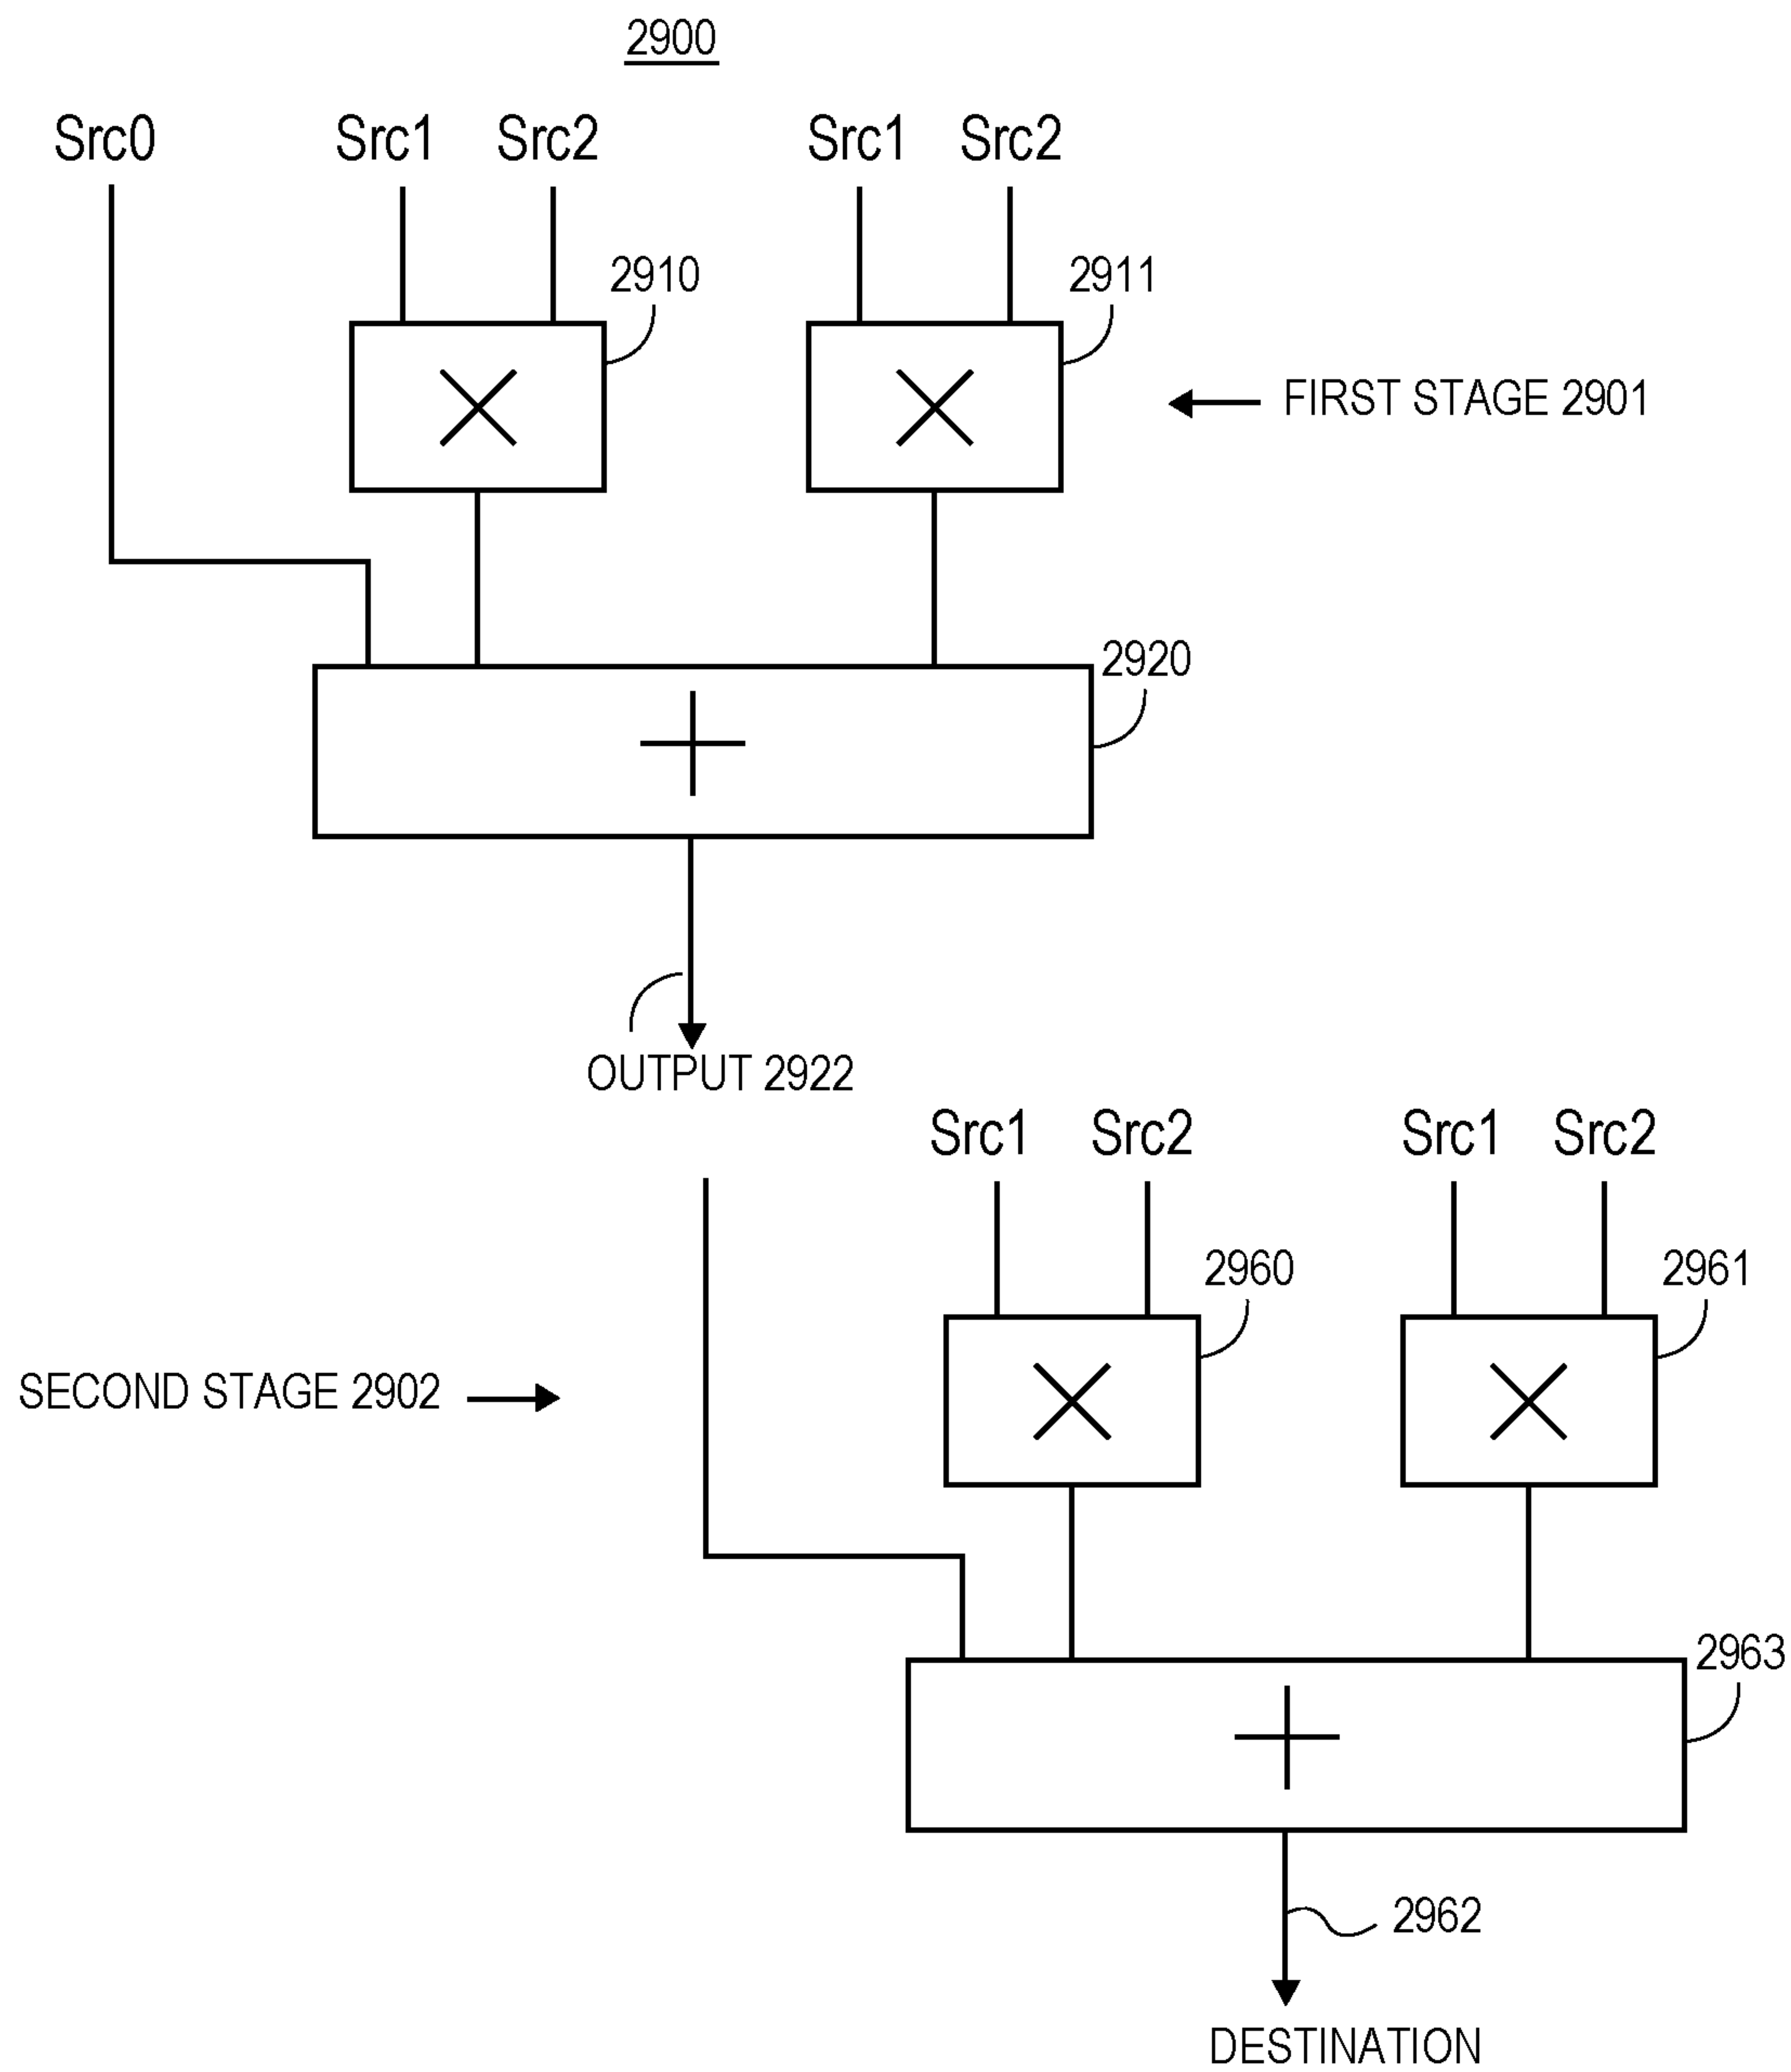 2900
Src0 Src1 Src2 Src1 Src2
2910 2911
FIRST STAGE 2901
2920
OUTPUT 2922
Src1 Src2 Src1 Src2
2960 2961
SECOND STAGE 2902
2963
2962
DESTINATION